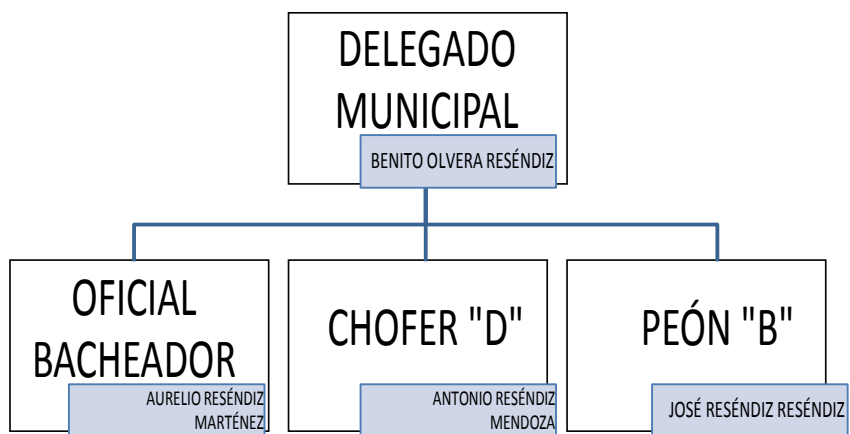 DELEGADO
MUNICIPAL
BENITO OLVERA RESÉNDIZ
OFICIAL
BACHEADOR
AURELIO RESÉNDIZ
MARTÉNEZ
CHOFER "D"
ANTONIO RESÉNDIZ
MENDOZA
PEÓN "B"
JOSÉ RESÉNDIZ RESÉNDIZ